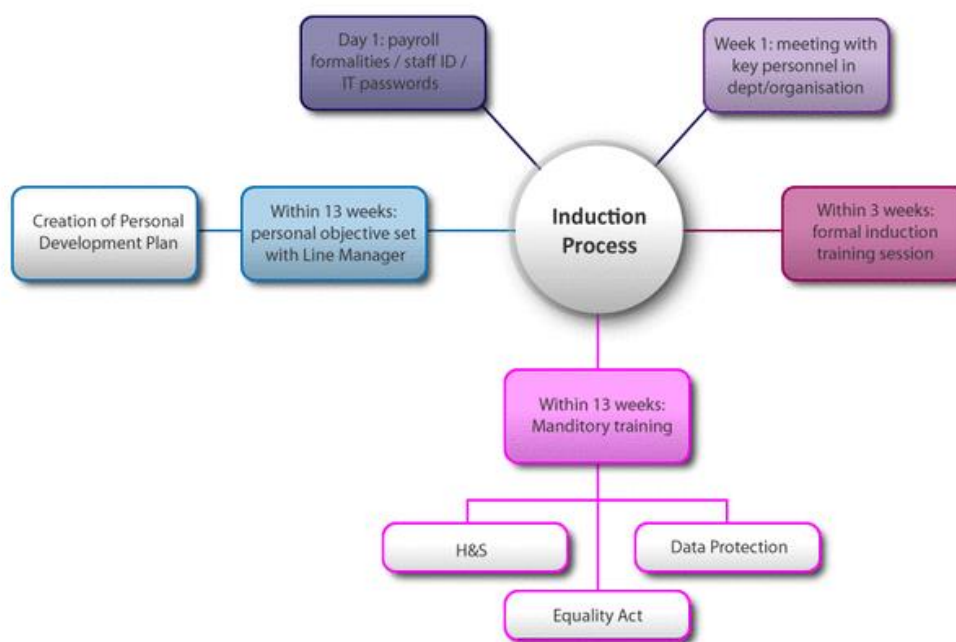 Day 1: payroll
formalities / staff ID /
IT passwords
Week 1: meeting with
key personnel in
dept/organisation
Creation of Personal
Development Plan
Within 13 weeks:
personal objective set
with Line Manager
Induction
Process
Within 3 weeks:
formal induction
training session
Within 13 weeks:
Manditory training
H&S
Data Protection
Equality Act